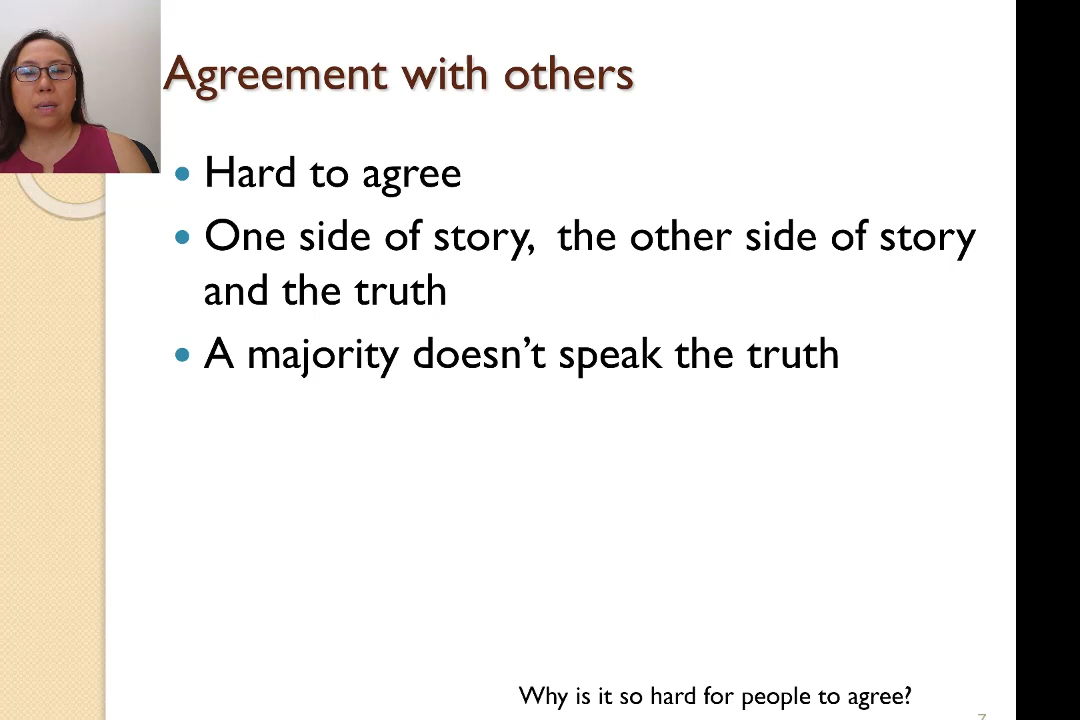 Agreement with others
Hard to agree
One side of story, the other side of story
and the truth
A majority doesn’t speak the truth
Why is it so hard for people to agree?
7